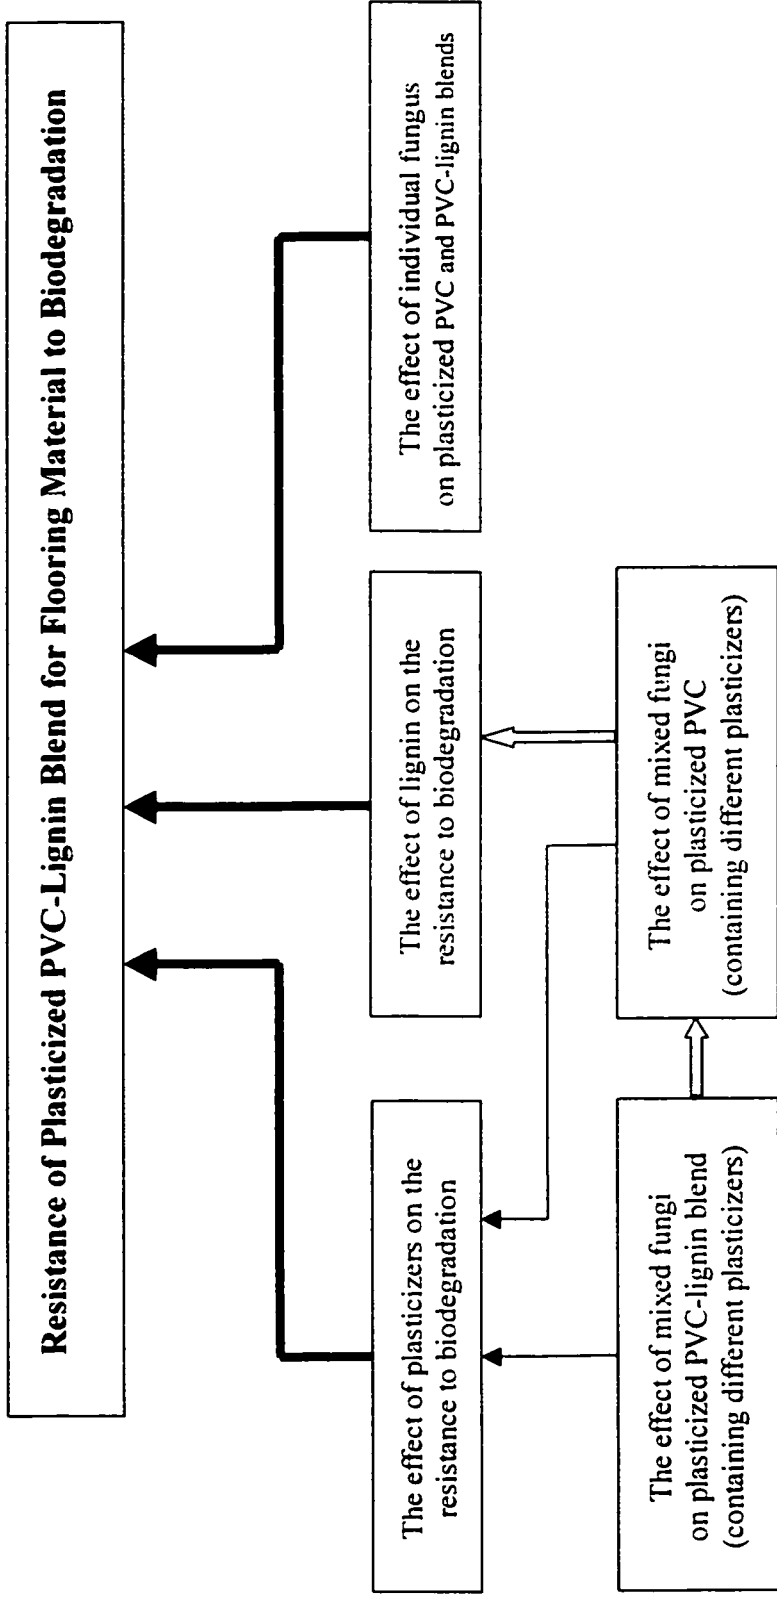 Resistance of Plasticized PVC-Lignin Blend for Flooring Material to Biodegradation
The effect of plasticizers on the
resistance to biodegradation
The effect of lignin on the
resistance to biodegradation
The effect of individual fungus
on plasticized PVC and PVC-lignin blends
The effect of mixed fungi
on plasticized PVC-lignin blend
(containing different plasticizers)
The effect of mixed fungi
on plasticized PVC
(containing different plasticizers)